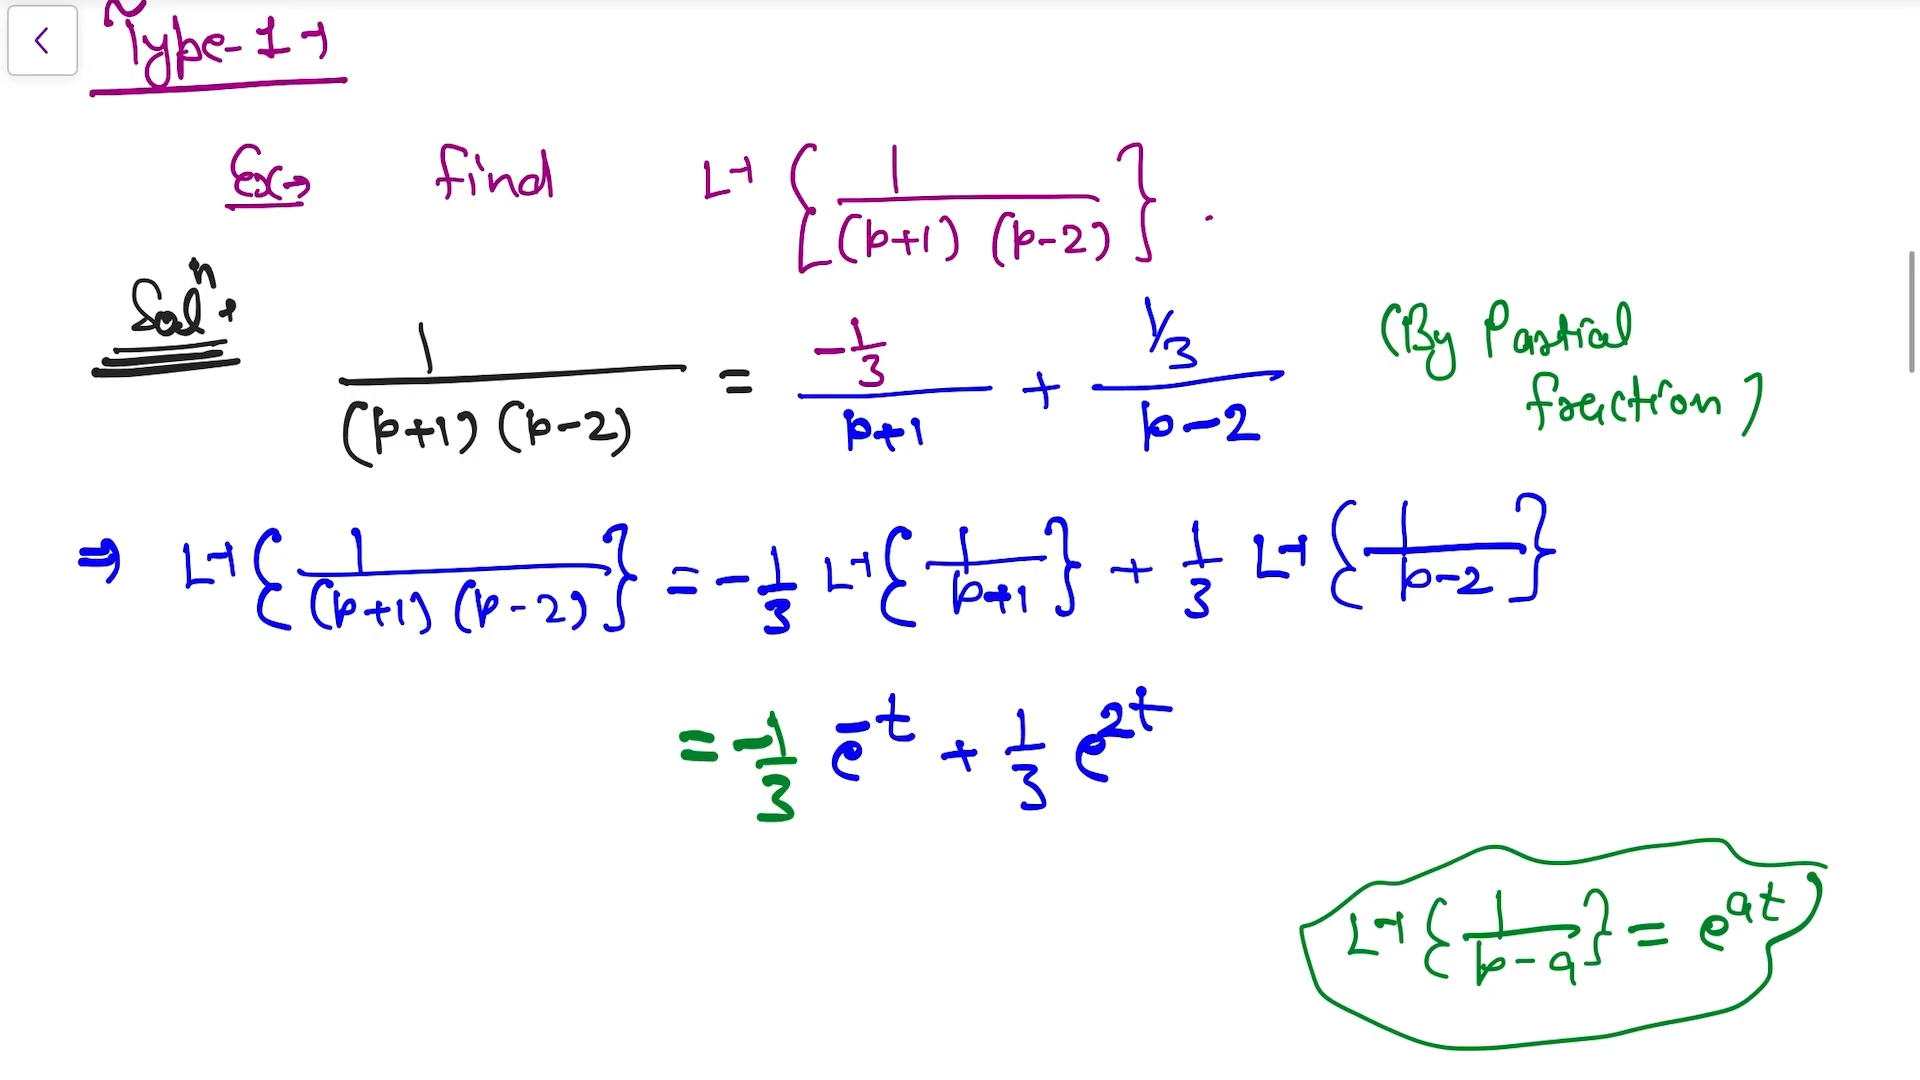 Type-1→
Ex→ find L⁻¹ { 1 / (p+1) (p-2) } .
Solⁿ.
1 / (p+1) (p-2) = -1/3 / p+1 + 1/3 / p-2 (By Partial fraction)
⇒ L⁻¹ { 1 / (p+1) (p-2) } = -1/3 L⁻¹ { 1 / p+1 } + 1/3 L⁻¹ { 1 / p-2 }
= -1/3 e⁻ᵗ + 1/3 e²ᵗ
L⁻¹ { 1 / p-a } = eᵃᵗ